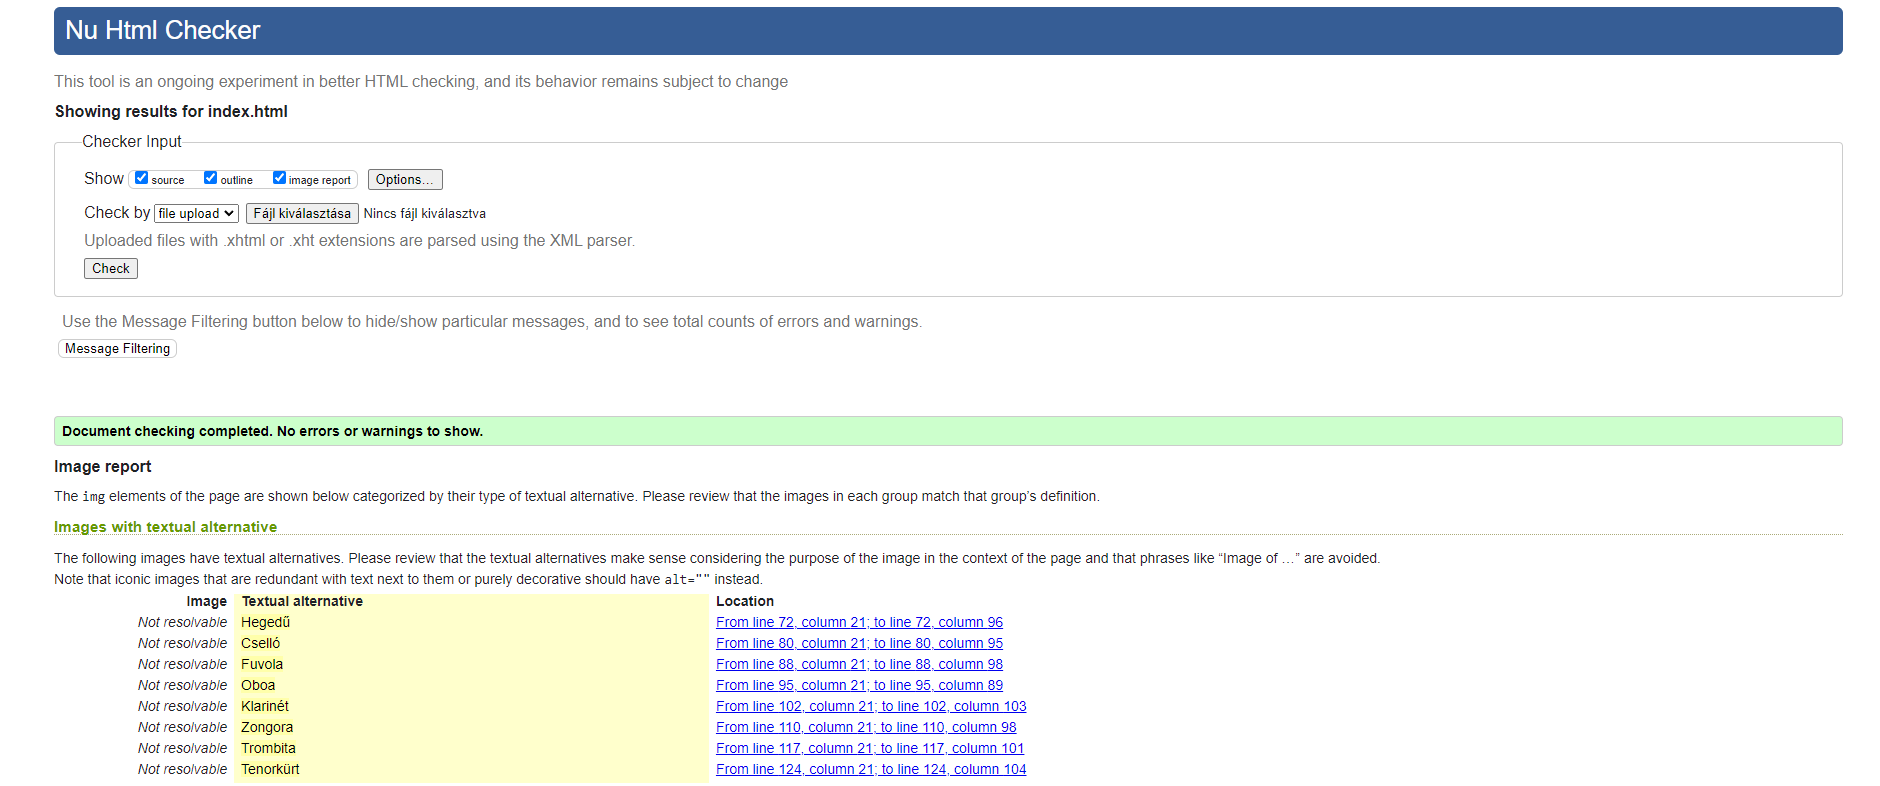 Nu Html Checker
This tool is an ongoing experiment in better HTML checking, and its behavior remains subject to change
Showing results for index.html
Checker Input
Show source outline image report Options…
Check by file upload Fájl kiválasztása Nincs fájl kiválasztva
Uploaded files with .xhtml or .xht extensions are parsed using the XML parser.
Check
Use the Message Filtering button below to hide/show particular messages, and to see total counts of errors and warnings.
Message Filtering
Document checking completed. No errors or warnings to show.
Image report
The img elements of the page are shown below categorized by their type of textual alternative. Please review that the images in each group match that group’s definition.
Images with textual alternative
The following images have textual alternatives. Please review that the textual alternatives make sense considering the purpose of the image in the context of the page and that phrases like “Image of …” are avoided.
Note that iconic images that are redundant with text next to them or purely decorative should have alt="" instead.
Image Textual alternative Location
Not resolvable Hegedű From line 72, column 21; to line 72, column 96
Not resolvable Cselló From line 80, column 21; to line 80, column 95
Not resolvable Fuvola From line 88, column 21; to line 88, column 98
Not resolvable Oboa From line 95, column 21; to line 95, column 89
Not resolvable Klarinét From line 102, column 21; to line 102, column 103
Not resolvable Zongora From line 110, column 21; to line 110, column 98
Not resolvable Trombita From line 117, column 21; to line 117, column 101
Not resolvable Tenorkürt From line 124, column 21; to line 124, column 104